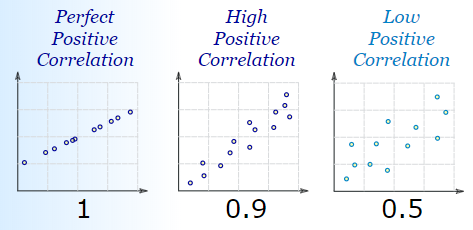 Perfect
Positive
Correlation
1
High
Positive
Correlation
0.9
Low
Positive
Correlation
0.5